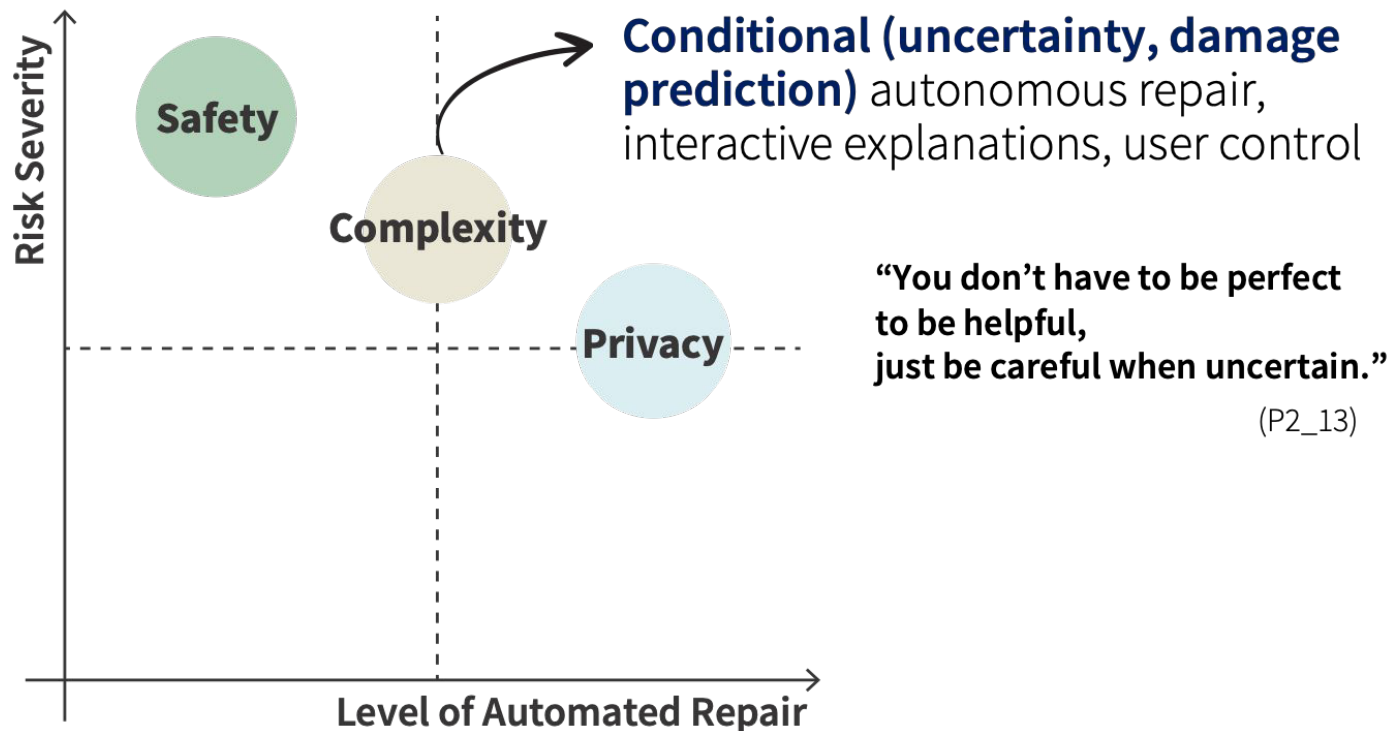 Risk Severity
Safety
Complexity
Privacy
Level of Automated Repair
Conditional (uncertainty, damage
prediction) autonomous repair,
interactive explanations, user control
“You don’t have to be perfect
to be helpful,
just be careful when uncertain.”
(P2_13)